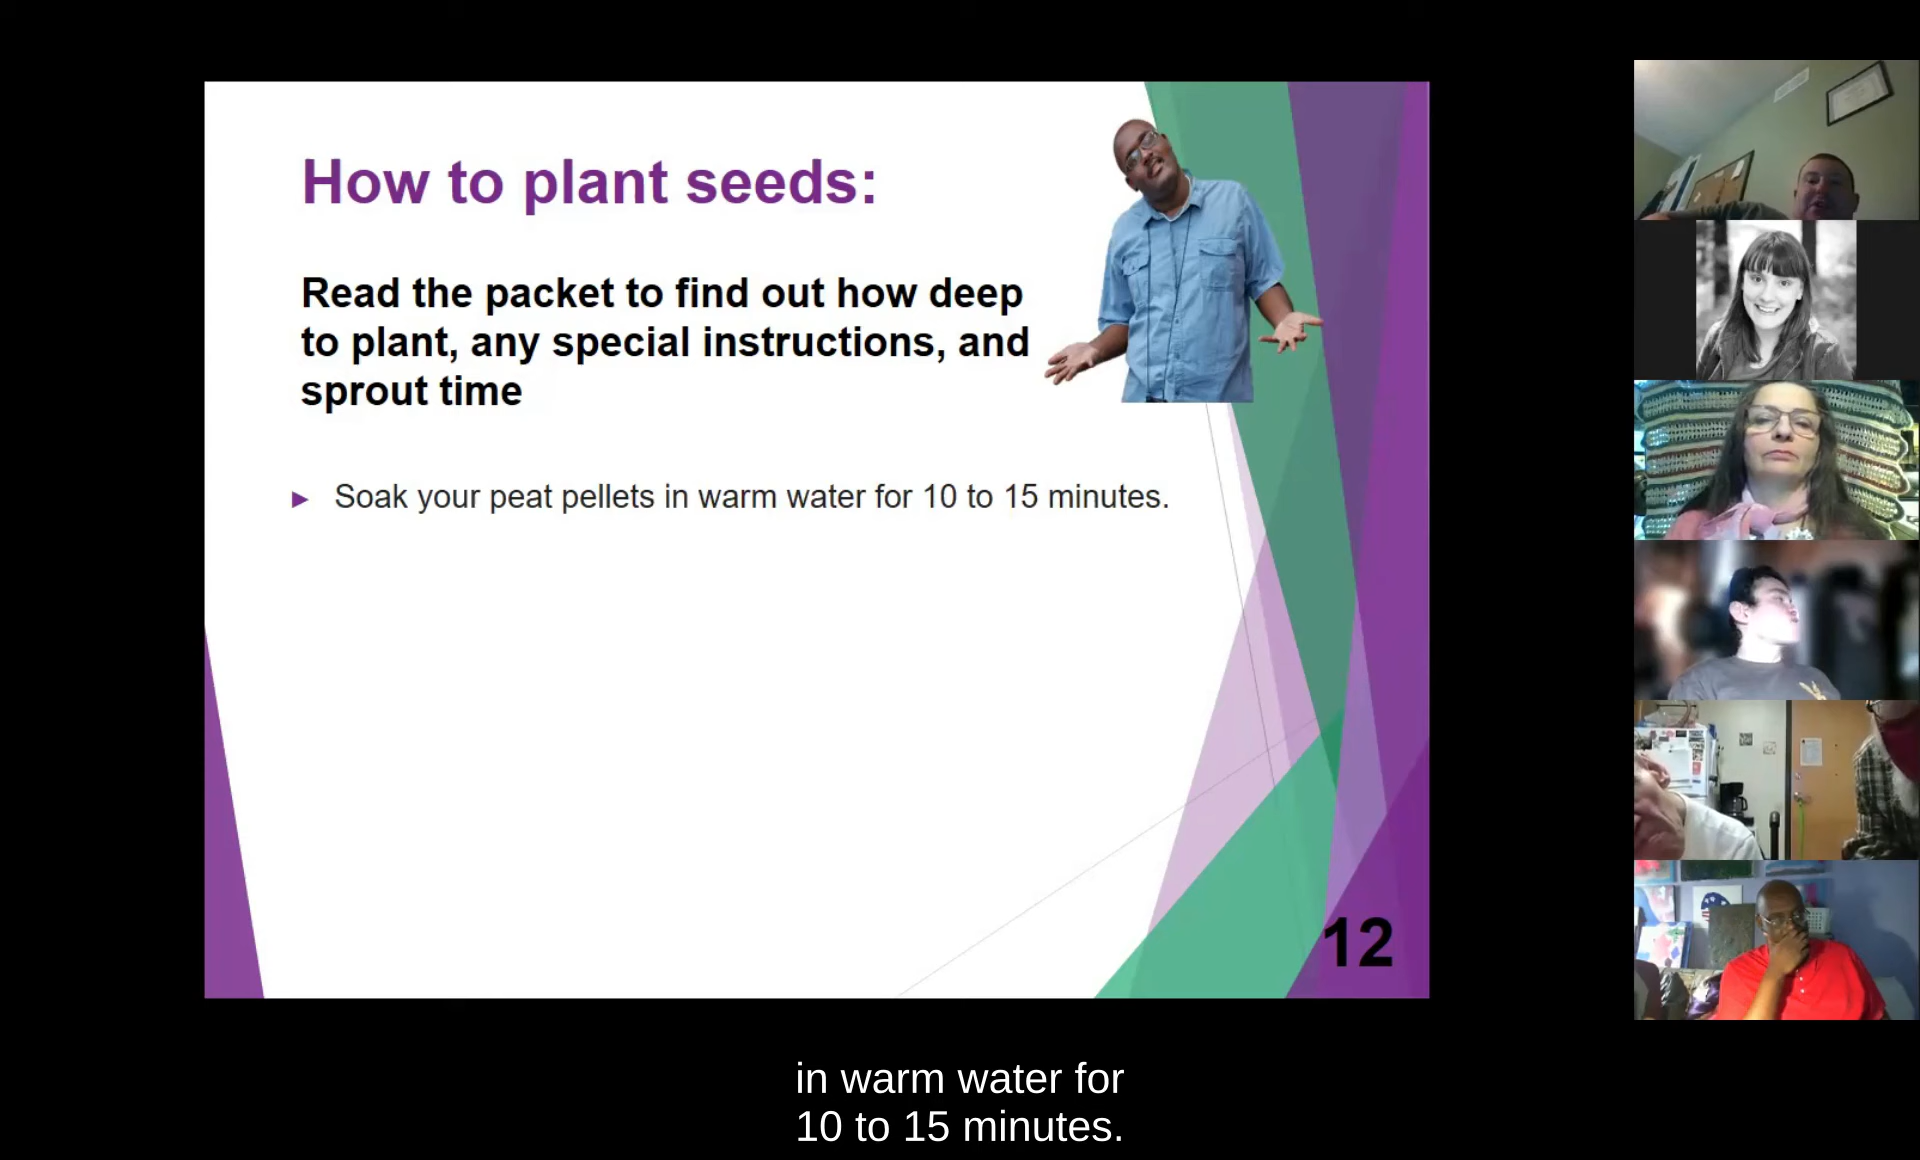 How to plant seeds:
Read the packet to find out how deep
to plant, any special instructions, and
sprout time
► Soak your peat pellets in warm water for 10 to 15 minutes.
12
in warm water for
10 to 15 minutes.